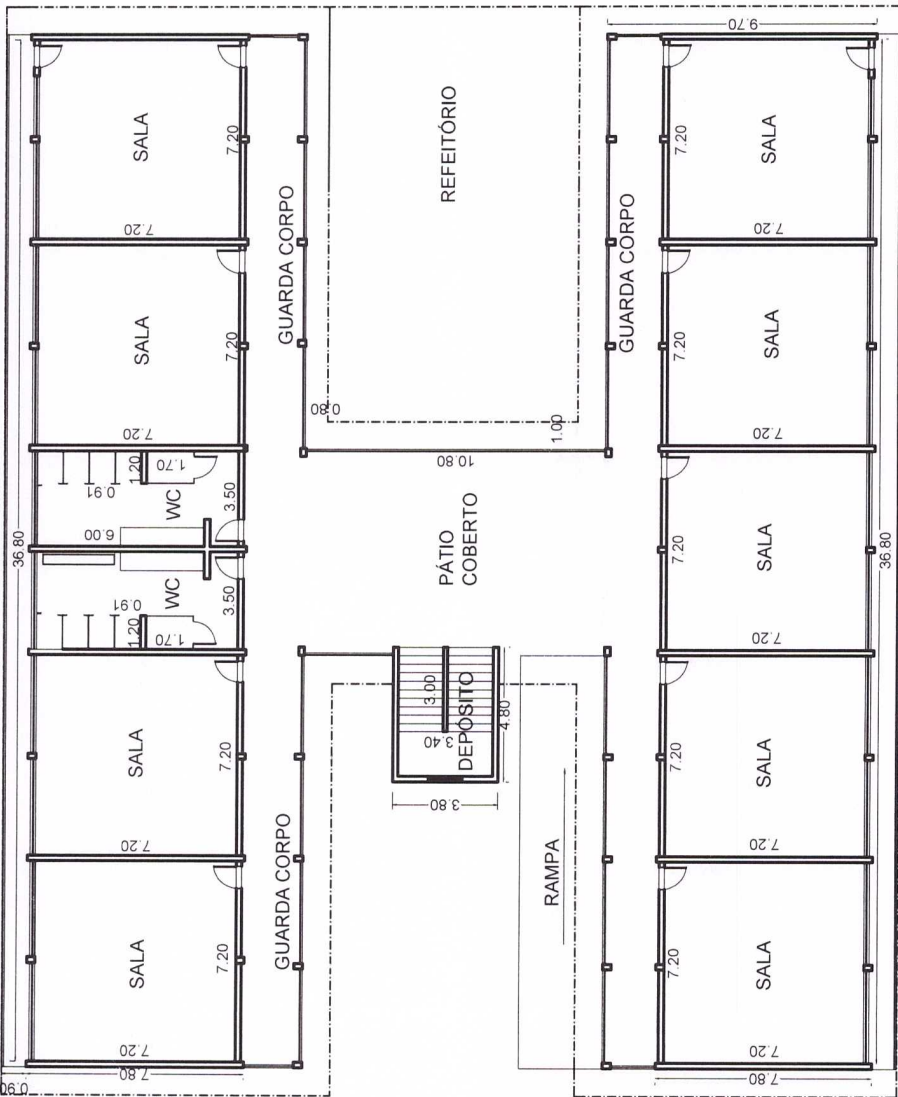 9.70
SALA
7.20
7.20
GUARDA CORPO
REFEITÓRIO
GUARDA CORPO
7.20
SALA
7.20
SALA
7.20
7.20
7.20
SALA
7.20
0.80
1.00
10.80
36.80
0.91
1.20
1.70
WC
3.50
6.00
PÁTIO
COBERTO
7.20
SALA
7.20
36.80
0.91
1.20
1.70
WC
3.50
SALA
7.20
7.20
3.00
3.40
DEPÓSITO
4.80
3.80
7.20
SALA
7.20
GUARDA CORPO
RAMPA
SALA
7.20
7.20
7.80
0.90
7.20
SALA
7.20
7.80